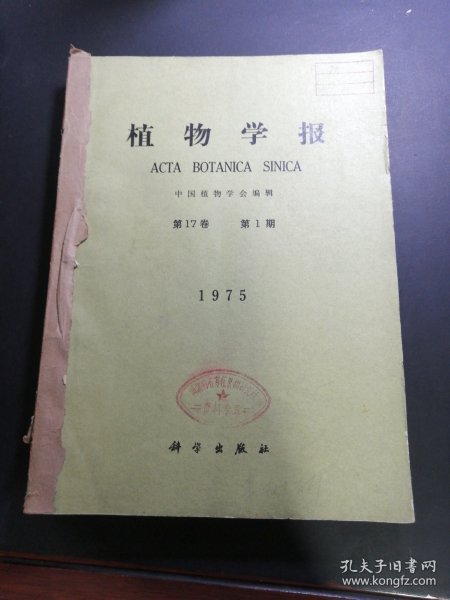 植物学报
ACTA BOTANICA SINICA
中国植物学会编辑
第17卷 第1期
1975
科学出版社
孔夫子旧书网
www.kongfz.com